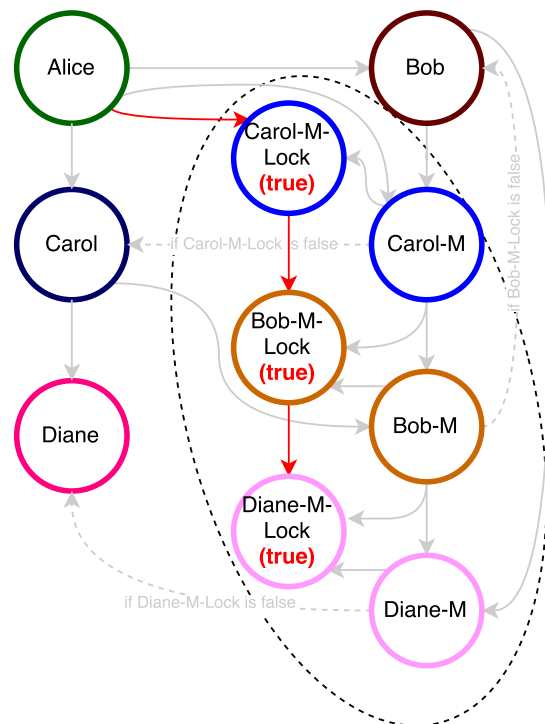 Alice
Bob
Carol-M-
Lock
(true)
Carol
if Carol-M-Lock is false
Carol-M
if Bob-M-Lock is false
Bob-M-
Lock
(true)
Diane
Bob-M
Diane-M-
Lock
(true)
if Diane-M-Lock is false
Diane-M